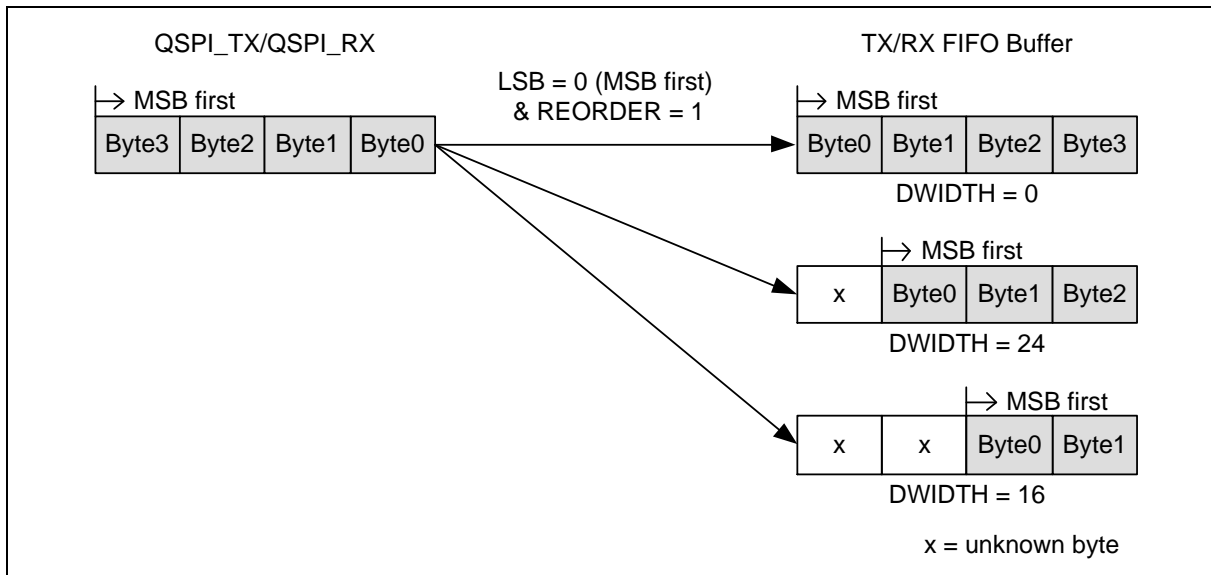 QSPI_TX/QSPI_RX
TX/RX FIFO Buffer
LSB = 0 (MSB first)
& REORDER = 1
MSB first
Byte3 Byte2 Byte1 Byte0
MSB first
Byte0 Byte1 Byte2 Byte3
DWIDTH = 0
MSB first
x Byte0 Byte1 Byte2
DWIDTH = 24
MSB first
x x Byte0 Byte1
DWIDTH = 16
x = unknown byte